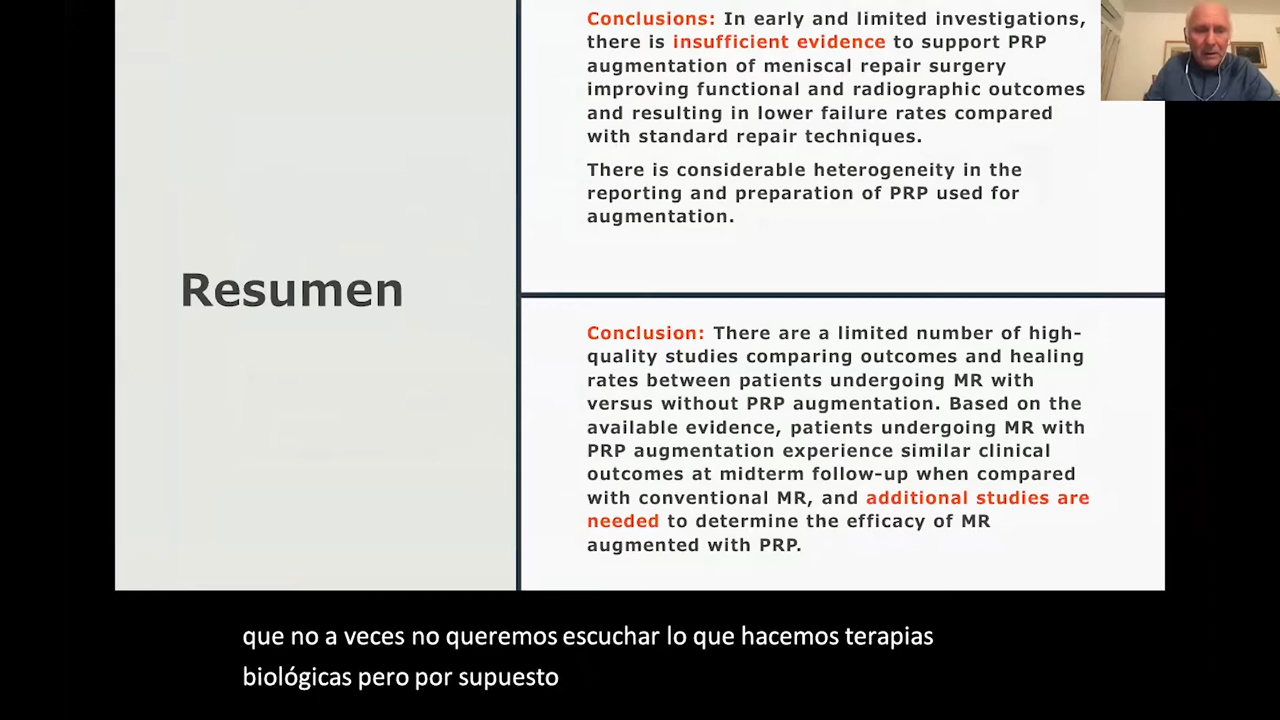 Resumen
Conclusions: In early and limited investigations,
there is insufficient evidence to support PRP
augmentation of meniscal repair surgery
improving functional and radiographic outcomes
and resulting in lower failure rates compared
with standard repair techniques.
There is considerable heterogeneity in the
reporting and preparation of PRP used for
augmentation.
Conclusion: There are a limited number of high-
quality studies comparing outcomes and healing
rates between patients undergoing MR with
versus without PRP augmentation. Based on the
available evidence, patients undergoing MR with
PRP augmentation experience similar clinical
outcomes at midterm follow-up when compared
with conventional MR, and additional studies are
needed to determine the efficacy of MR
augmented with PRP.
que no a veces no queremos escuchar lo que hacemos terapias
biológicas pero por supuesto